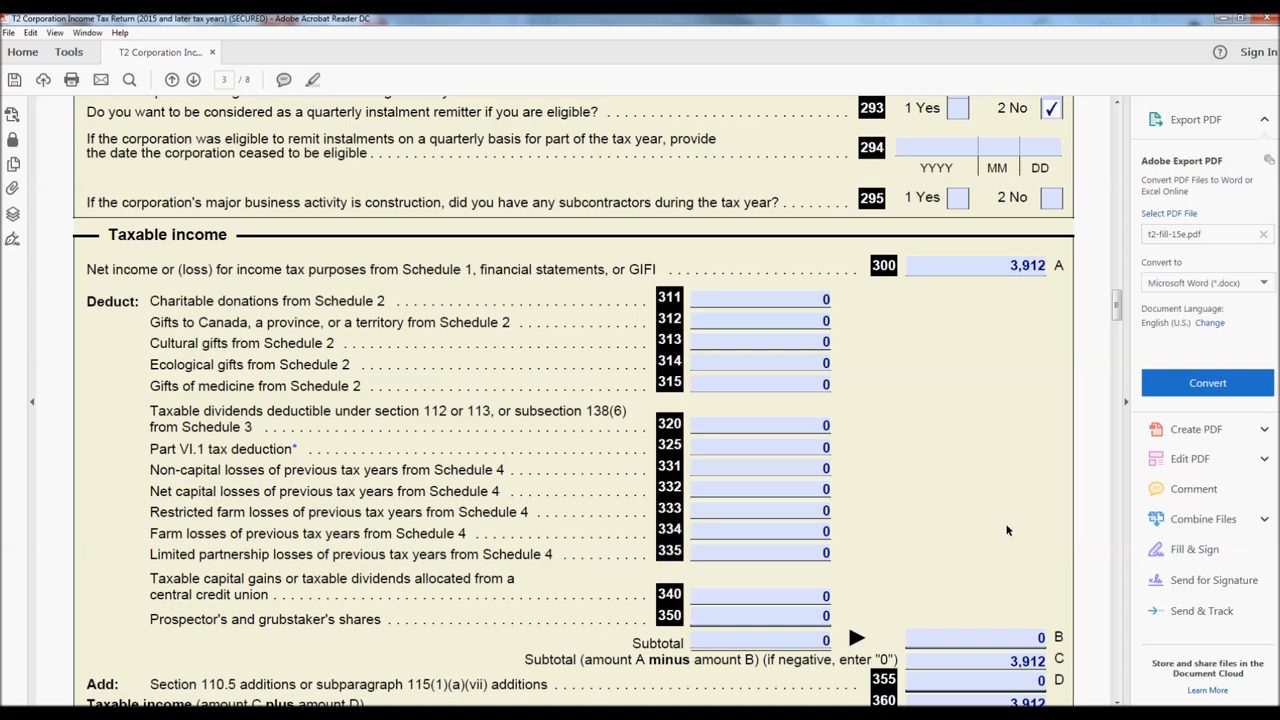 T2 Corporation Income Tax Return (2015 and later tax years) (SECURED) - Adobe Acrobat Reader DC
File Edit View Window Help
Home Tools T2 Corporation Inc... × Sign In
3 / 8
Do you want to be considered as a quarterly instalment remitter if you are eligible? 293 1 Yes 2 No ✓
If the corporation was eligible to remit instalments on a quarterly basis for part of the tax year, provide
the date the corporation ceased to be eligible 294
YYYY MM DD
If the corporation's major business activity is construction, did you have any subcontractors during the tax year? 295 1 Yes 2 No
Taxable income
Net income or (loss) for income tax purposes from Schedule 1, financial statements, or GIFI 300 3,912 A
Deduct: Charitable donations from Schedule 2 311 0
Gifts to Canada, a province, or a territory from Schedule 2 312 0
Cultural gifts from Schedule 2 313 0
Ecological gifts from Schedule 2 314 0
Gifts of medicine from Schedule 2 315 0
Taxable dividends deductible under section 112 or 113, or subsection 138(6)
from Schedule 3 320 0
Part VI.1 tax deduction* 325 0
Non-capital losses of previous tax years from Schedule 4 331 0
Net capital losses of previous tax years from Schedule 4 332 0
Restricted farm losses of previous tax years from Schedule 4 333 0
Farm losses of previous tax years from Schedule 4 334 0
Limited partnership losses of previous tax years from Schedule 4 335 0
Taxable capital gains or taxable dividends allocated from a
central credit union 340 0
Prospector's and grubstaker's shares 350 0
Subtotal 0 ▶ 0 B
Subtotal (amount A minus amount B) (if negative, enter "0") 3,912 C
Add: Section 110.5 additions or subparagraph 115(1)(a)(vii) additions 355 0 D
Taxable income (amount C plus amount D) 360 3,912
Export PDF
Adobe Export PDF
Convert PDF Files to Word or
Excel Online
Select PDF File
t2-fill-15e.pdf ×
Convert to
Microsoft Word (*.docx)
Document Language:
English (U.S.) Change
Convert
Create PDF
Edit PDF
Comment
Combine Files
Fill & Sign
Send for Signature
Send & Track
Store and share files in the
Document Cloud
Learn More